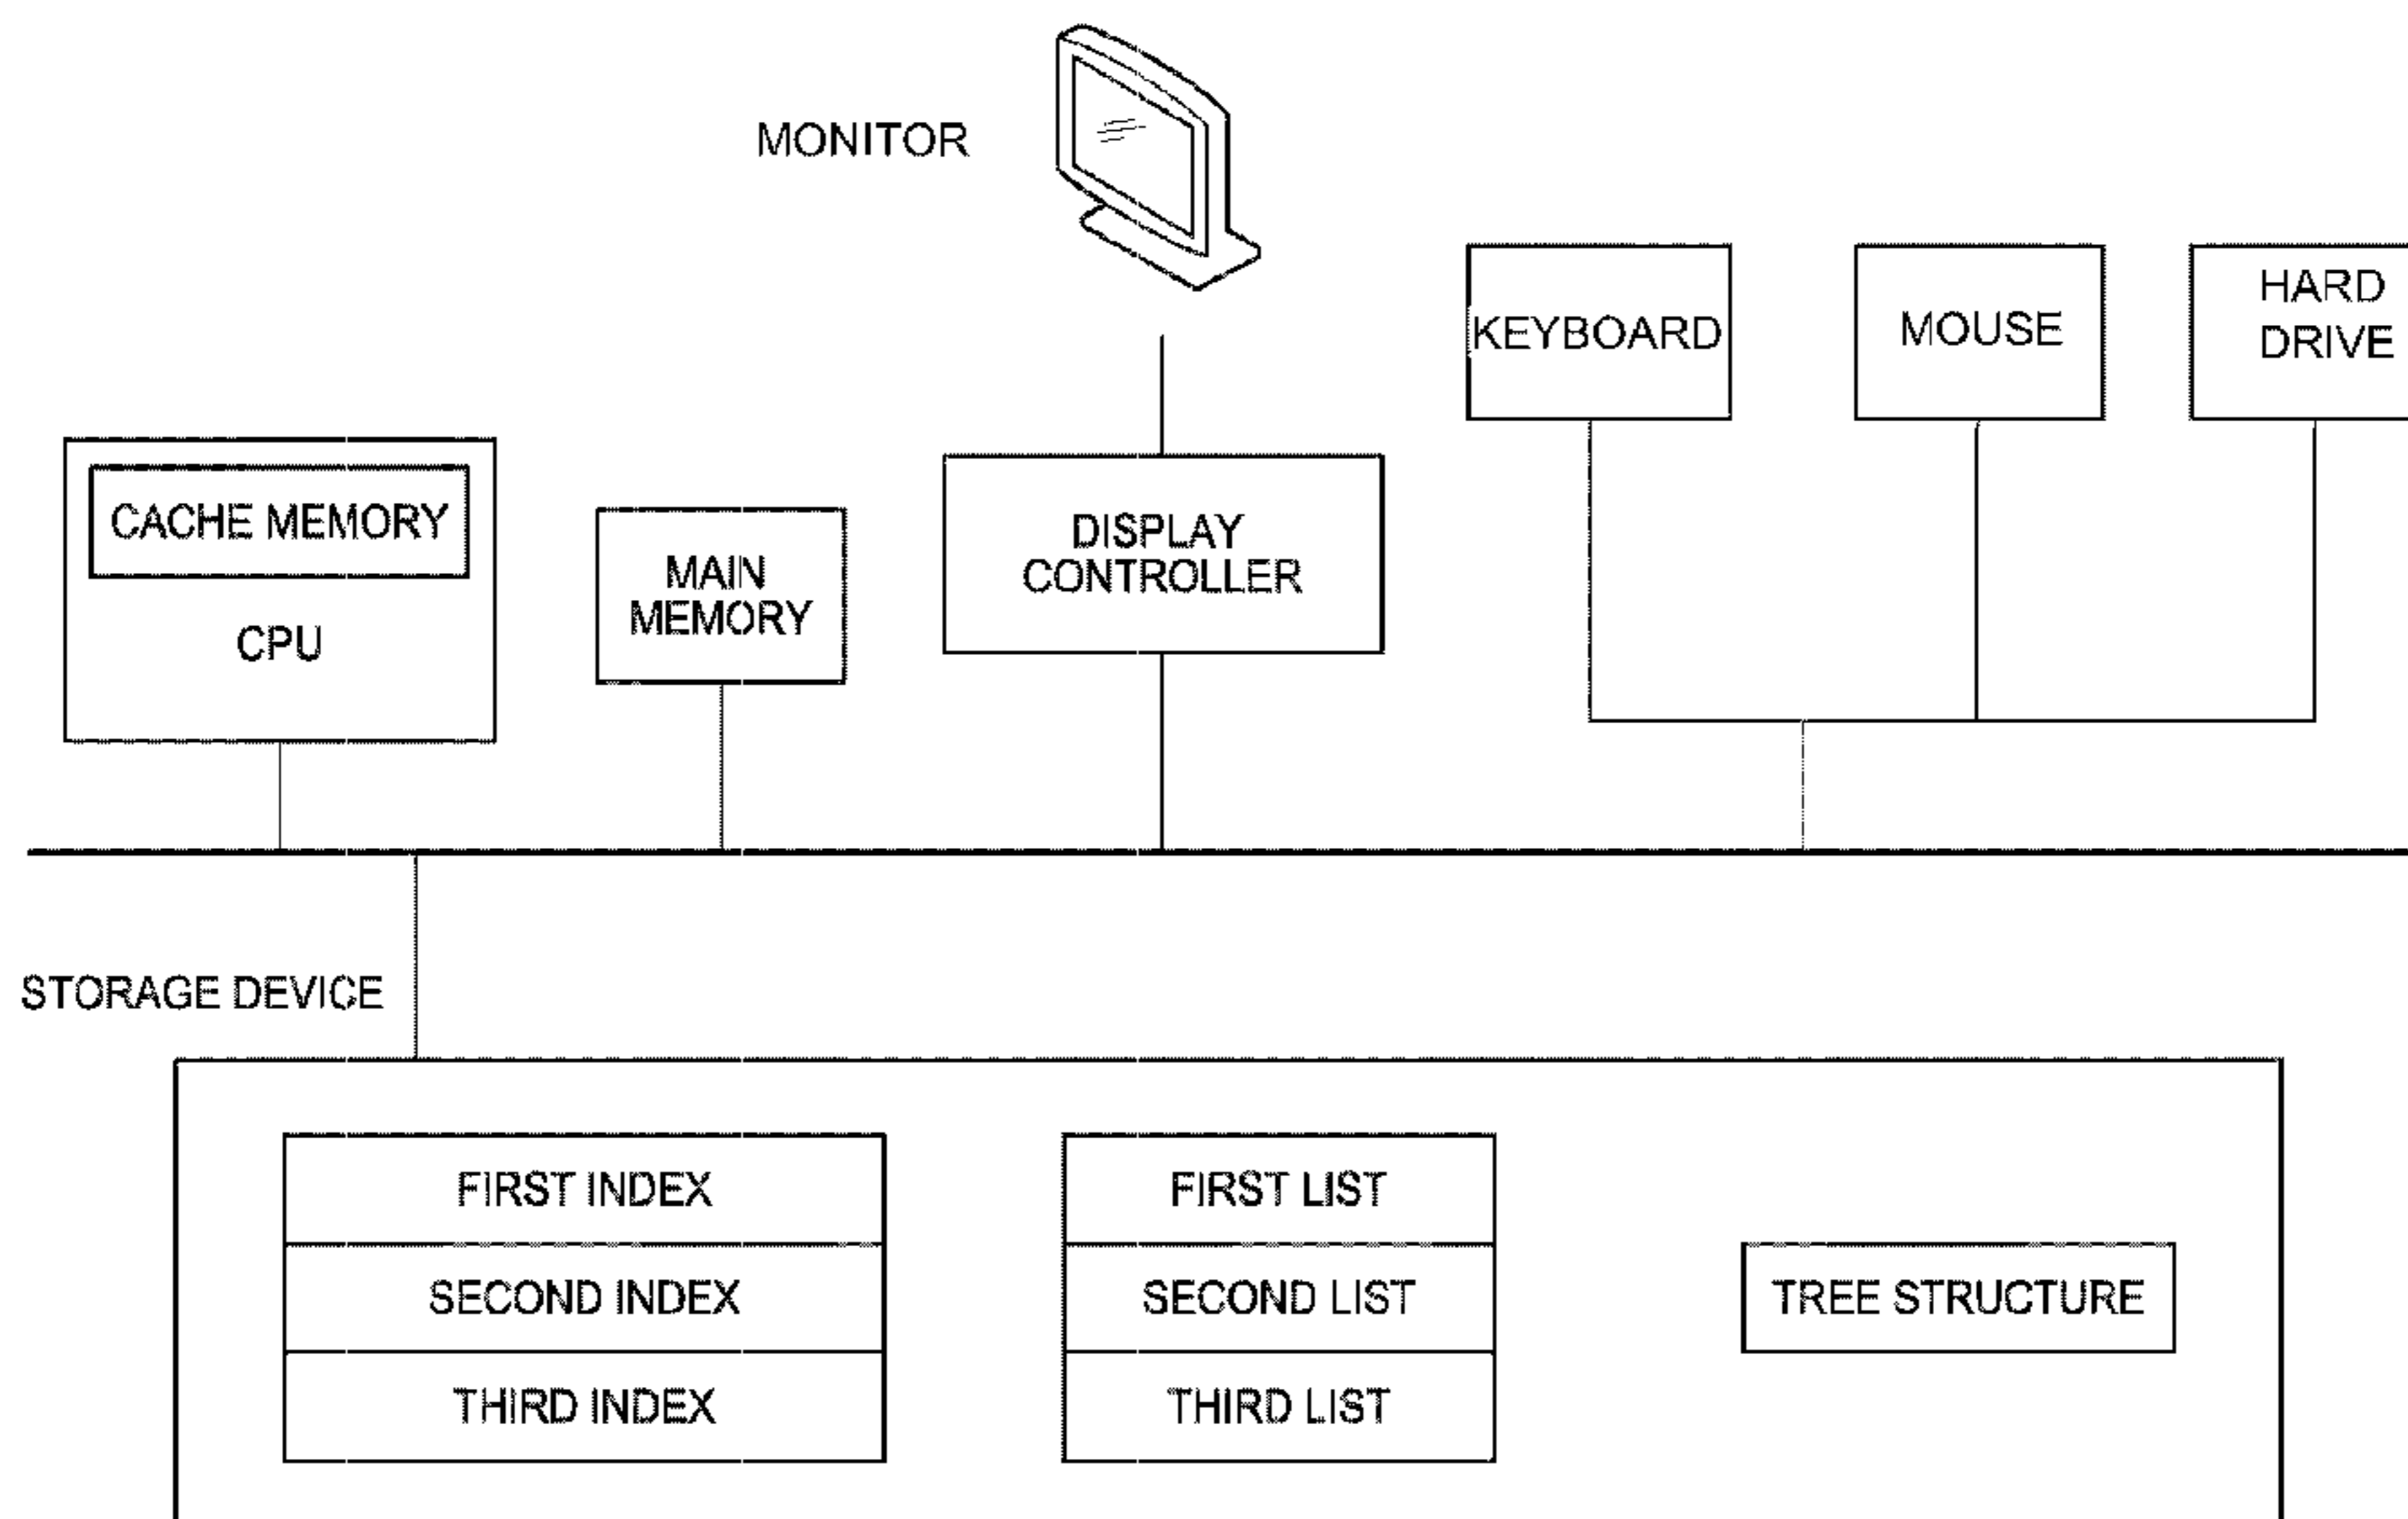 MONITOR
KEYBOARD
MOUSE
HARD
DRIVE
CACHE MEMORY
CPU
MAIN
MEMORY
DISPLAY
CONTROLLER
STORAGE DEVICE
FIRST INDEX
SECOND INDEX
THIRD INDEX
FIRST LIST
SECOND LIST
THIRD LIST
TREE STRUCTURE